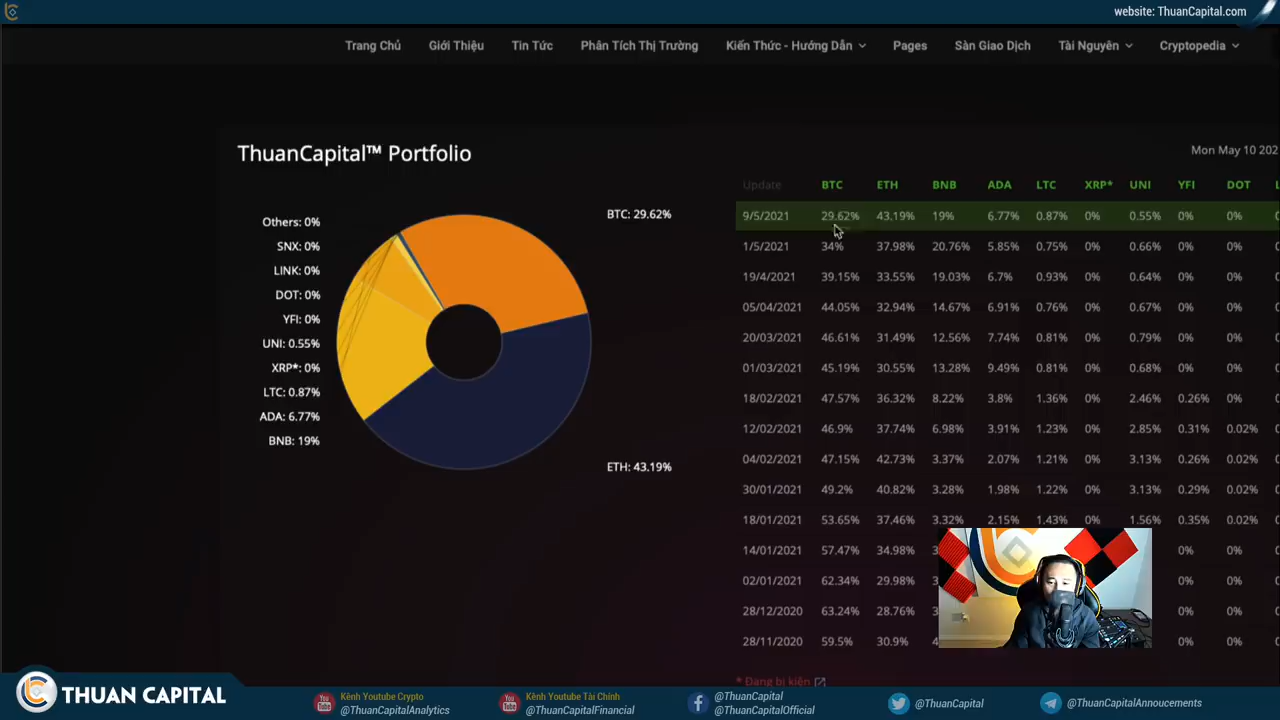 website: ThuanCapital.com
Trang Chủ Giới Thiệu Tin Tức Phân Tích Thị Trường Kiến Thức - Hướng Dẫn Pages Sàn Giao Dịch Tài Nguyên Cryptopedia
ThuanCapital™ Portfolio
Mon May 10 202
Others: 0%
SNX: 0%
LINK: 0%
DOT: 0%
YFI: 0%
UNI: 0.55%
XRP*: 0%
LTC: 0.87%
ADA: 6.77%
BNB: 19%
BTC: 29.62%
ETH: 43.19%
Update BTC ETH BNB ADA LTC XRP* UNI YFI DOT
9/5/2021 29.62% 43.19% 19% 6.77% 0.87% 0% 0.55% 0% 0%
1/5/2021 34% 37.98% 20.76% 5.85% 0.75% 0% 0.66% 0% 0%
19/4/2021 39.15% 33.55% 19.03% 6.7% 0.93% 0% 0.64% 0% 0%
05/04/2021 44.05% 32.94% 14.67% 6.91% 0.76% 0% 0.67% 0% 0%
20/03/2021 46.61% 31.49% 12.56% 7.74% 0.81% 0% 0.79% 0% 0%
01/03/2021 45.19% 30.55% 13.28% 9.49% 0.81% 0% 0.68% 0% 0%
18/02/2021 47.57% 36.32% 8.22% 3.8% 1.36% 0% 2.46% 0.26% 0%
12/02/2021 46.9% 37.74% 6.98% 3.91% 1.23% 0% 2.85% 0.31% 0.02%
04/02/2021 47.15% 42.73% 3.37% 2.07% 1.21% 0% 3.13% 0.26% 0.02%
30/01/2021 49.2% 40.82% 3.28% 1.98% 1.22% 0% 3.13% 0.29% 0.02%
18/01/2021 53.65% 37.46% 3.32% 2.15% 1.43% 0% 1.56% 0.35% 0.02%
14/01/2021 57.47% 34.98% 0% 0%
02/01/2021 62.34% 29.98% 0% 0%
28/12/2020 63.24% 28.76% 0% 0%
28/11/2020 59.5% 30.9% 0% 0%
* Đang bị kiện
THUAN CAPITAL
Kênh Youtube Crypto
@ThuanCapitalAnalytics
Kênh Youtube Tài Chính
@ThuanCapitalFinancial
@ThuanCapital
@ThuanCapitalOfficial
@ThuanCapital
@ThuanCapitalAnnoucements